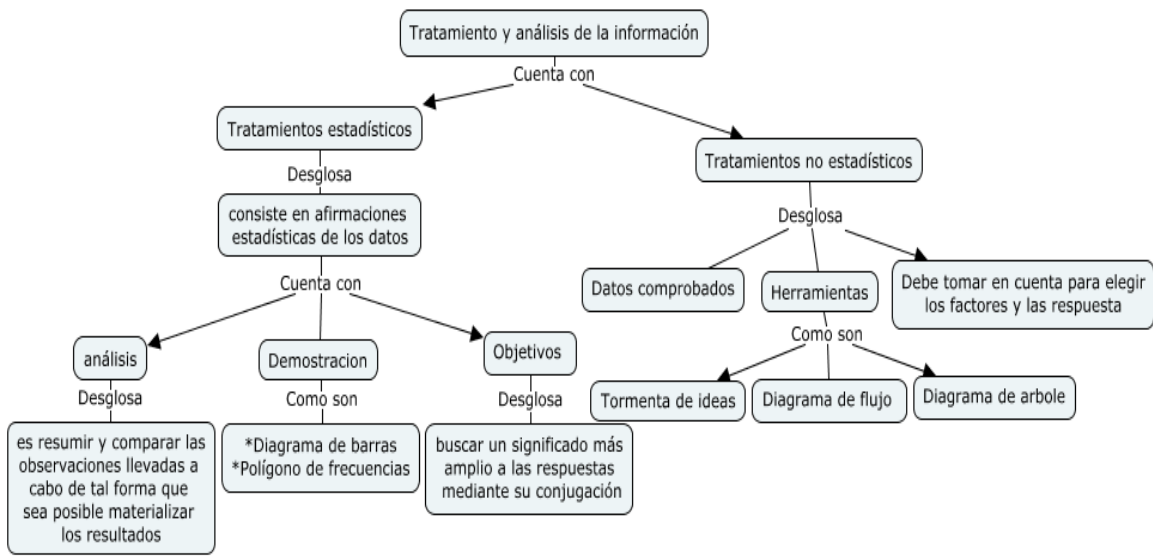 Tratamiento y análisis de la información
Cuenta con
Tratamientos estadísticos
Desglosa
consiste en afirmaciones
estadísticas de los datos
Cuenta con
análisis
Desglosa
es resumir y comparar las
observaciones llevadas a
cabo de tal forma que
sea posible materializar
los resultados
Demostracion
Como son
*Diagrama de barras
*Polígono de frecuencias
Objetivos
Desglosa
buscar un significado más
amplio a las respuestas
mediante su conjugación
Tratamientos no estadísticos
Desglosa
Datos comprobados
Herramientas
Como son
Tormenta de ideas
Diagrama de flujo
Diagrama de arbole
Debe tomar en cuenta para elegir
los factores y las respuesta